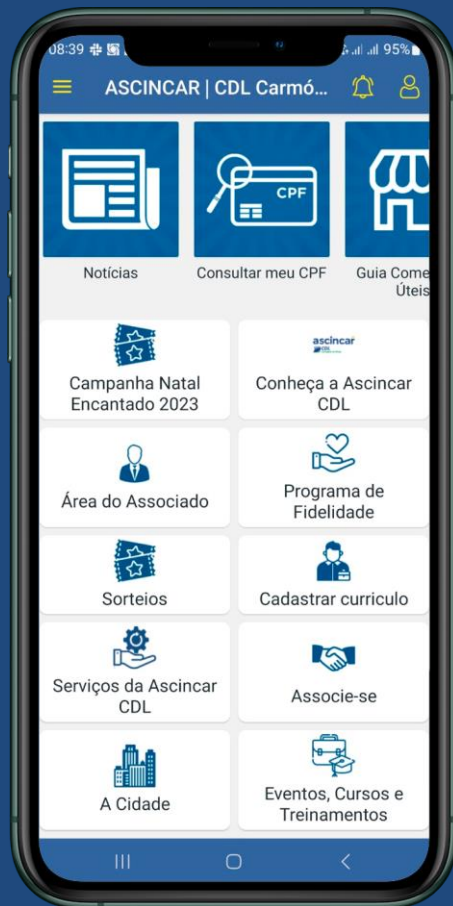 08:39
95%
ASCINCAR | CDL Carmó...
CPF
Notícias
Consultar meu CPF
Guia Come
Úteis
Campanha Natal
Encantado 2023
ascincar
CDL
Conheça a Ascincar
CDL
Área do Associado
Programa de
Fidelidade
Sorteios
Cadastrar curriculo
Serviços da Ascincar
CDL
Associe-se
A Cidade
Eventos, Cursos e
Treinamentos